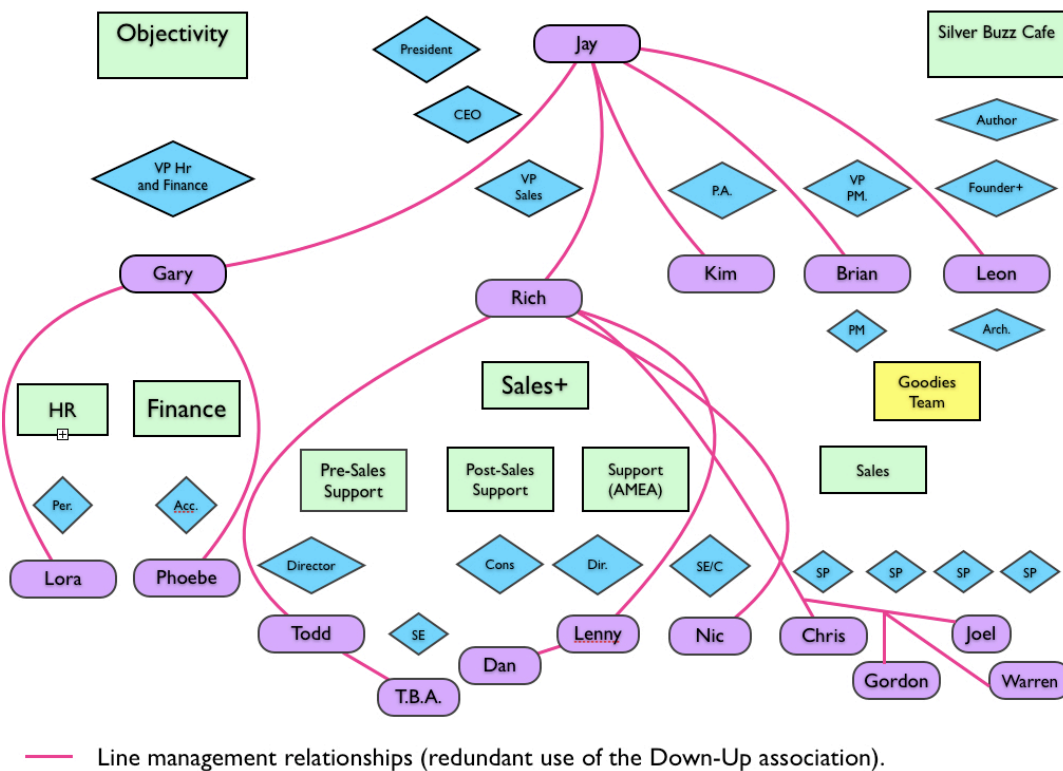 Objectivity
President
Jay
Silver Buzz Cafe
CEO
Author
VP Hr
and Finance
VP
Sales
P.A.
VP
PM.
Founder+
Gary
Rich
Kim
Brian
Leon
PM
Arch.
HR
Finance
Sales+
Goodies
Team
Pre-Sales
Support
Post-Sales
Support
Support
(AMEA)
Sales
Per.
Acc.
Director
Cons
Dir.
SE/C
SP
SP
SP
SP
Lora
Phoebe
Todd
SE
Lenny
Nic
Chris
Joel
Dan
Gordon
Warren
T.B.A.
Line management relationships (redundant use of the Down-Up association).